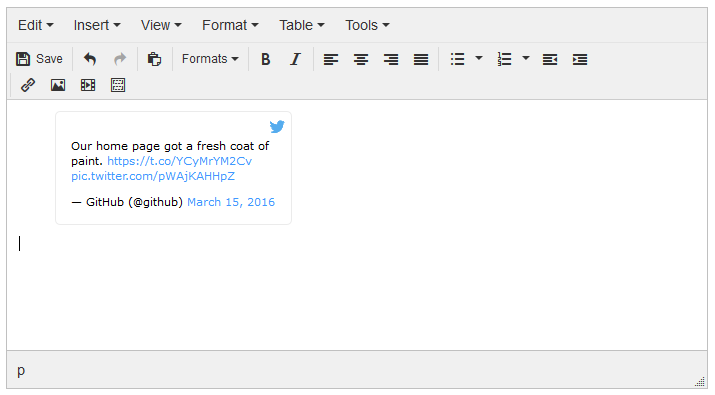 Edit Insert View Format Table Tools
Save Formats B I
Our home page got a fresh coat of
paint. https://t.co/YCyMrYM2Cv
pic.twitter.com/pWAjKAHHpZ
— GitHub (@github) March 15, 2016
p